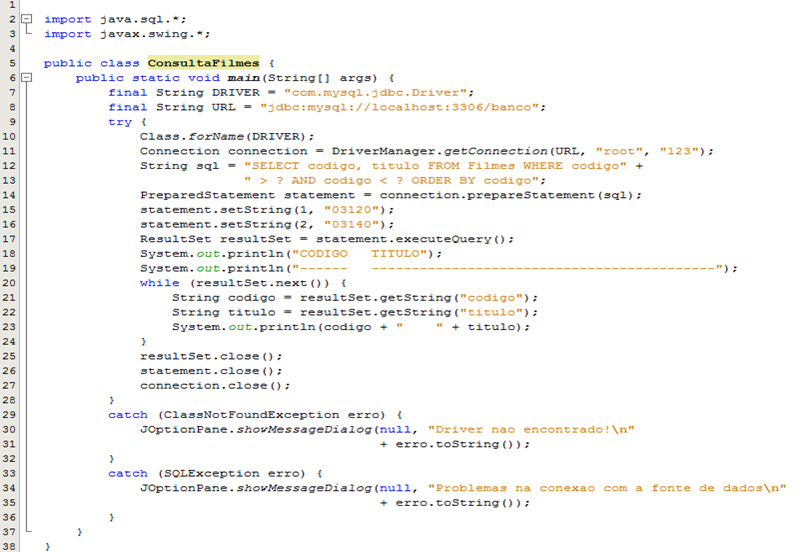 1
2 import java.sql.*;
3 import javax.swing.*;
4
5 public class ConsultaFilmes {
6 public static void main(String[] args) {
7 final String DRIVER = "com.mysql.jdbc.Driver";
8 final String URL = "jdbc:mysql://localhost:3306/banco";
9 try {
10 Class.forName(DRIVER);
11 Connection connection = DriverManager.getConnection(URL, "root", "123");
12 String sql = "SELECT codigo, titulo FROM Filmes WHERE codigo" +
13 " > ? AND codigo < ? ORDER BY codigo";
14 PreparedStatement statement = connection.prepareStatement(sql);
15 statement.setString(1, "03120");
16 statement.setString(2, "03140");
17 ResultSet resultSet = statement.executeQuery();
18 System.out.println("CODIGO   TITULO");
19 System.out.println("------   -------------------------------------------");
20 while (resultSet.next()) {
21 String codigo = resultSet.getString("codigo");
22 String titulo = resultSet.getString("titulo");
23 System.out.println(codigo + "    " + titulo);
24 }
25 resultSet.close();
26 statement.close();
27 connection.close();
28 }
29 catch (ClassNotFoundException erro) {
30 JOptionPane.showMessageDialog(null, "Driver nao encontrado!\n"
31 + erro.toString());
32 }
33 catch (SQLException erro) {
34 JOptionPane.showMessageDialog(null, "Problemas na conexao com a fonte de dados\n"
35 + erro.toString());
36 }
37 }
38 }